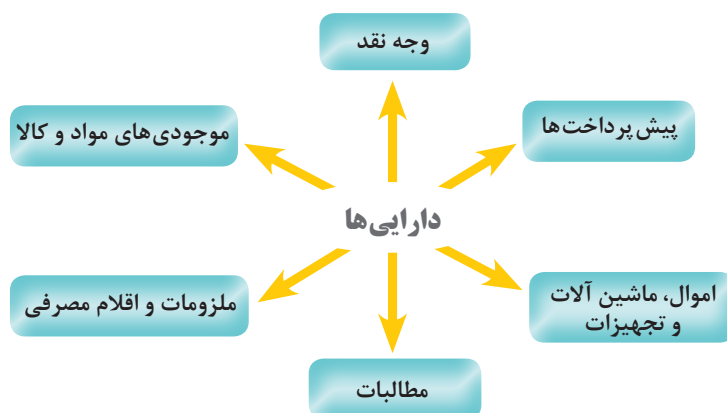 وجه نقد
پیش پرداخت‌ها
موجودی‌های مواد و کالا
دارایی‌ها
اموال، ماشین آلات
و تجهیزات
ملزومات و اقلام مصرفی
مطالبات